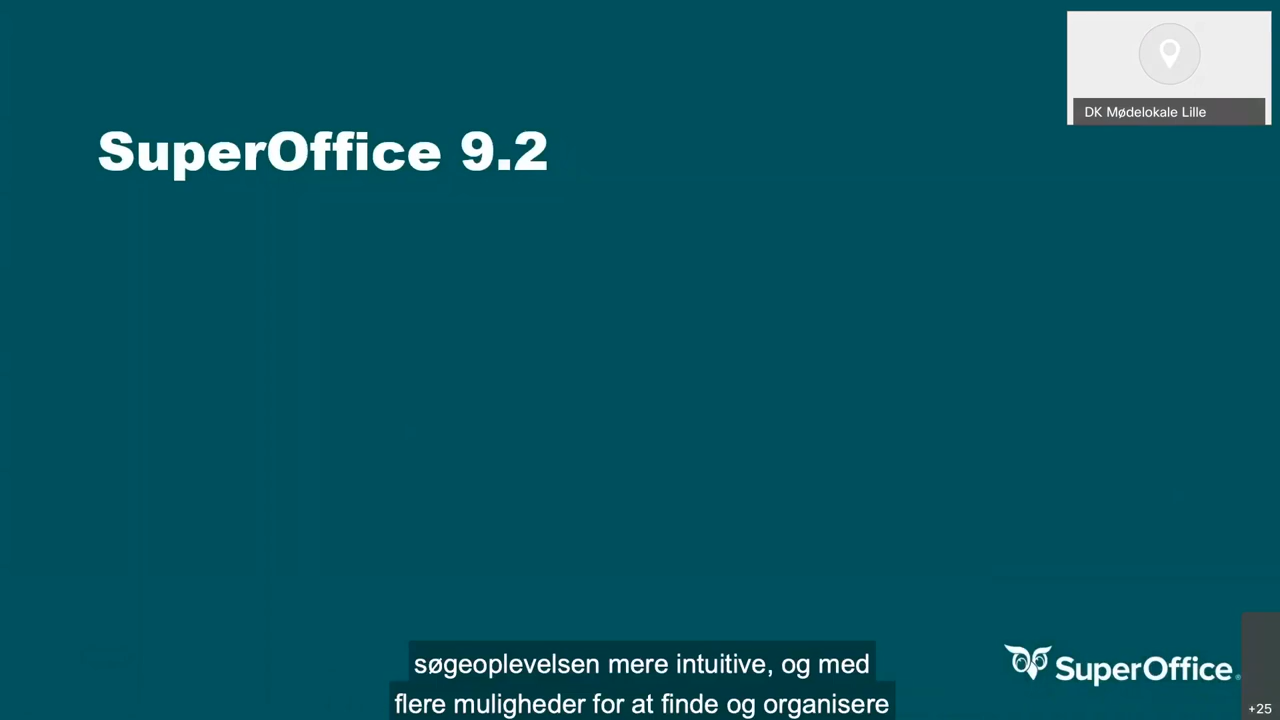 DK Mødelokale Lille
SuperOffice 9.2
søgeoplevelsen mere intuitive, og med
flere muligheder for at finde og organisere
SuperOffice®
+25